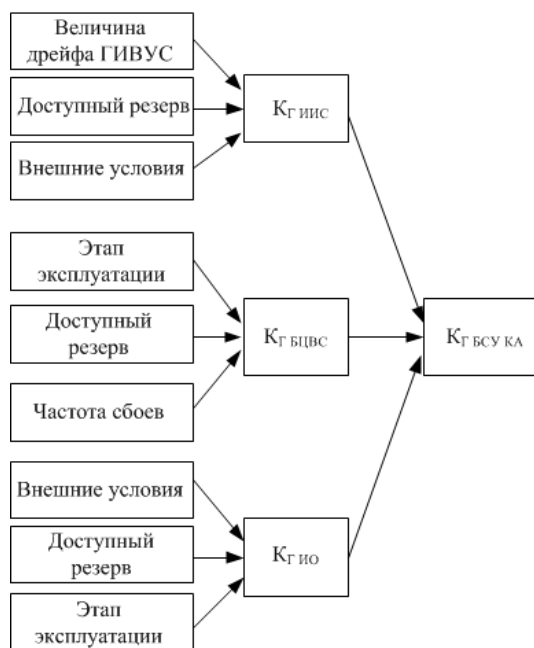 Величина
дрейфа ГИВУС
Доступный резерв
Внешние условия
КГ ИИС
Этап
эксплуатации
Доступный
резерв
Частота сбоев
КГ БЦВС
КГ БСУ КА
Внешние условия
Доступный
резерв
Этап
эксплуатации
КГ ИО